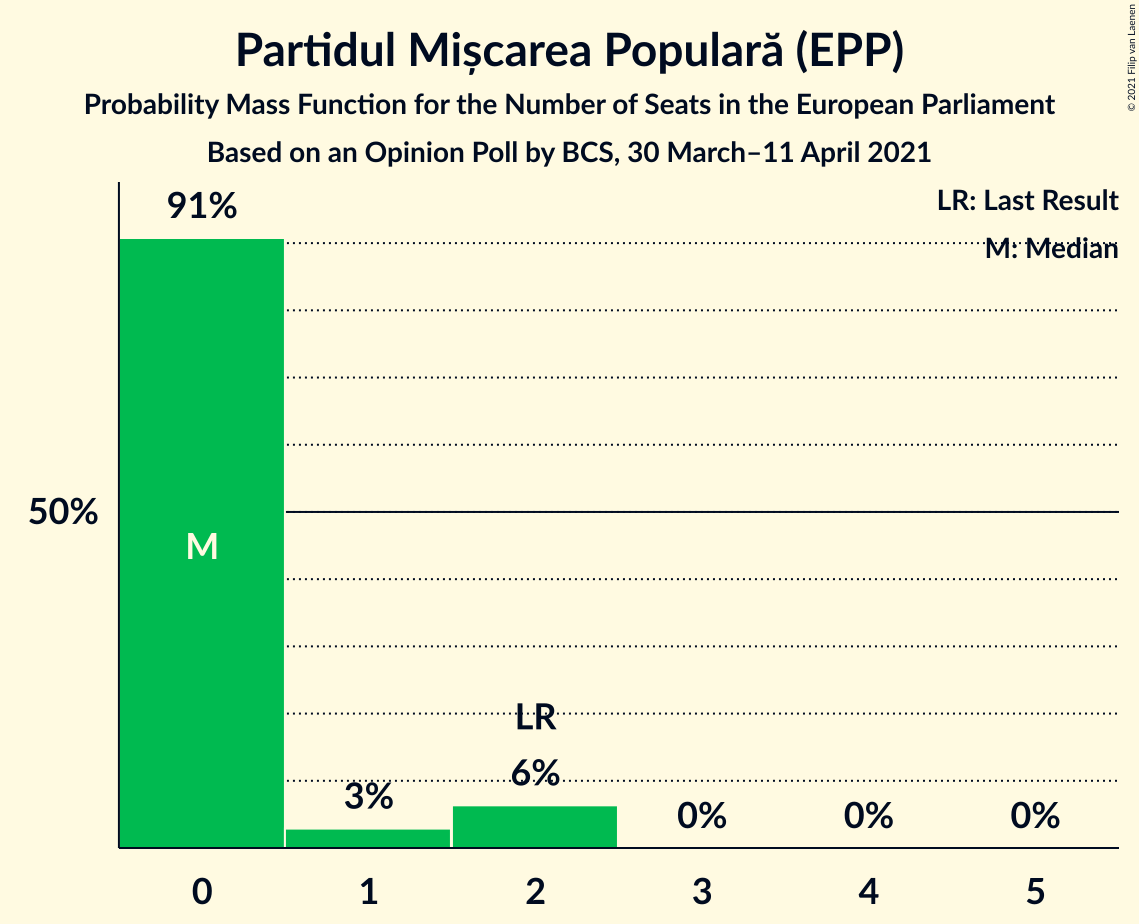 Partidul Mișcarea Populară (EPP)
Probability Mass Function for the Number of Seats in the European Parliament
Based on an Opinion Poll by BCS, 30 March–11 April 2021
© 2021 Filip van Laenen
LR: Last Result
M: Median
91%
50%
M
LR
6%
3%
0%
0%
0%
0
1
2
3
4
5